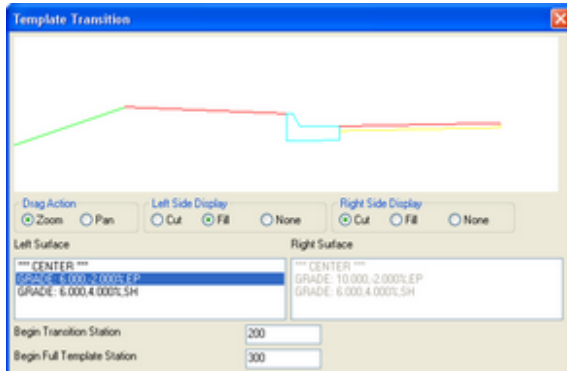 Template Transition
Drag Action
Zoom Pan
Left Side Display
Cut Fill None
Right Side Display
Cut Fill None
Left Surface
*** CENTER ***
GRADE: 6.000,-2.000%,EP
GRADE: 6.000,4.000%,SH
Right Surface
*** CENTER ***
GRADE: 10.000,-2.000%,EP
GRADE: 6.000,4.000%,SH
Begin Transition Station 200
Begin Full Template Station 300